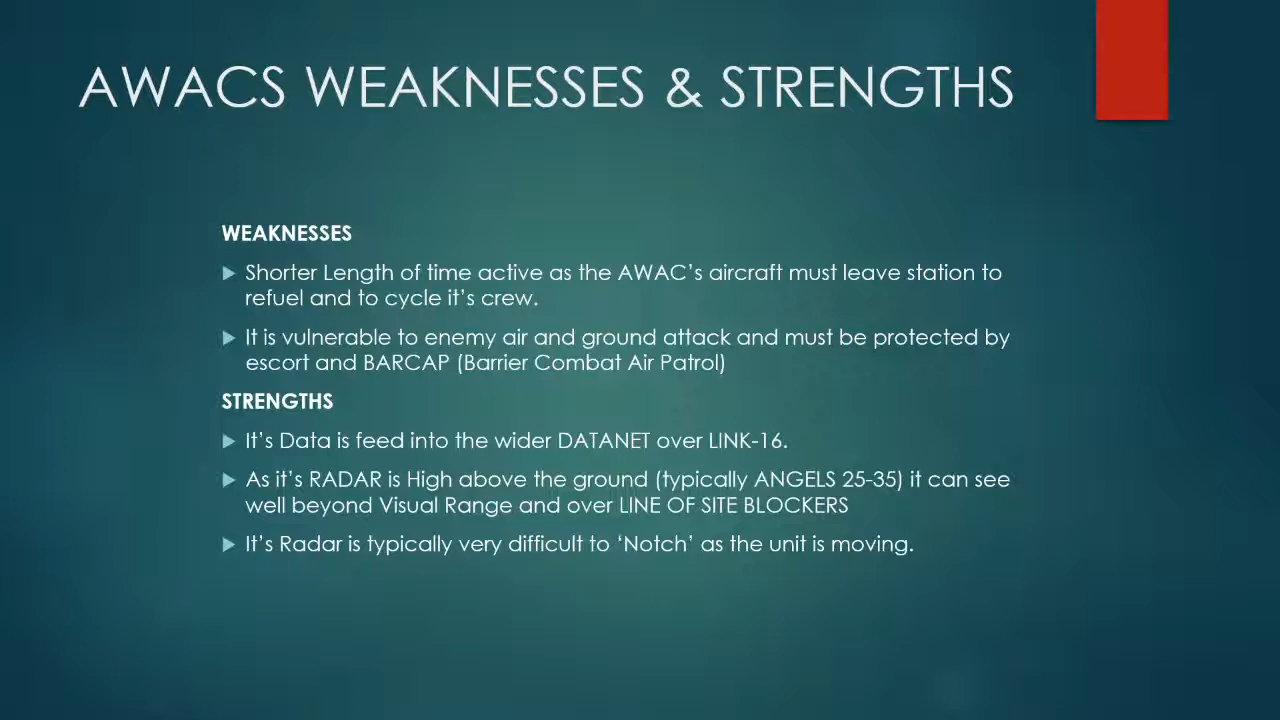 AWACS WEAKNESSES & STRENGTHS
WEAKNESSES
Shorter Length of time active as the AWAC's aircraft must leave station to
refuel and to cycle it's crew.
It is vulnerable to enemy air and ground attack and must be protected by
escort and BARCAP (Barrier Combat Air Patrol)
STRENGTHS
It's Data is feed into the wider DATANET over LINK-16.
As it's RADAR is High above the ground (typically ANGELS 25-35) it can see
well beyond Visual Range and over LINE OF SITE BLOCKERS
It's Radar is typically very difficult to ‘Notch’ as the unit is moving.